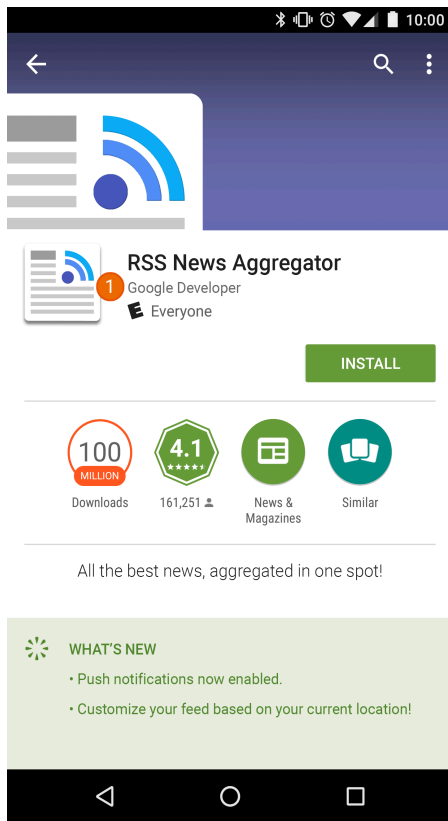 10:00
RSS News Aggregator
1
Google Developer
E Everyone
INSTALL
100
MILLION
4.1
Downloads
161,251
News &
Magazines
Similar
All the best news, aggregated in one spot!
WHAT'S NEW
• Push notifications now enabled.
• Customize your feed based on your current location!